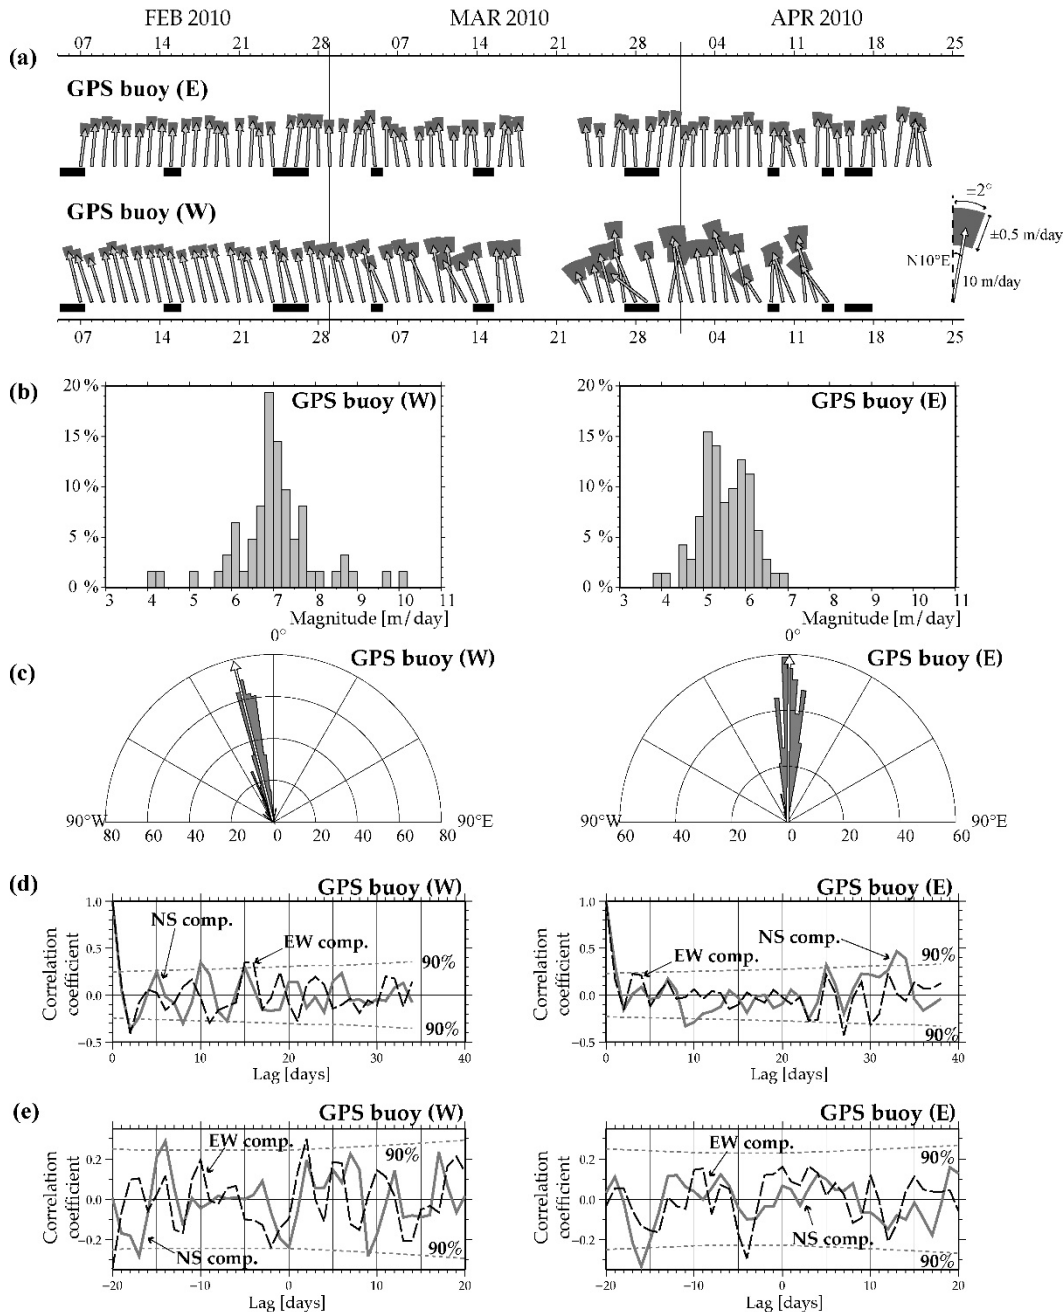 FEB 2010 MAR 2010 APR 2010
07 14 21 28 07 14 21 28 04 11 18 25
(a)
GPS buoy (E)
GPS buoy (W)
±2°
±0.5 m/day
N10°E
10 m/day
07 14 21 28 07 14 21 28 04 11 18 25
(b)
20 % GPS buoy (W) 20 % GPS buoy (E)
15 % 15 %
10 % 10 %
5 % 5 %
0 % 0 %
3 4 5 6 7 8 9 10 11 3 4 5 6 7 8 9 10 11
Magnitude [m/day] Magnitude [m/day]
0° 0°
(c) GPS buoy (W) GPS buoy (E)
90°W 90°E 90°W 90°E
80 60 40 20 0 20 40 60 80 60 40 20 0 20 40 60
(d) GPS buoy (W) GPS buoy (E)
1.0 1.0
NS comp. EW comp. 90% EW comp. NS comp. 90%
0.5 0.5
0.0 0.0
90% 90%
−0.5 −0.5
Correlation coefficient Correlation coefficient
0 10 20 30 40 0 10 20 30 40
Lag [days] Lag [days]
(e) GPS buoy (W) GPS buoy (E)
EW comp. 90% EW comp. 90%
0.2 0.2
0.0 0.0
−0.2 −0.2
NS comp. 90% NS comp. 90%
Correlation coefficient Correlation coefficient
−20 −10 0 10 20 −20 −10 0 10 20
Lag [days] Lag [days]